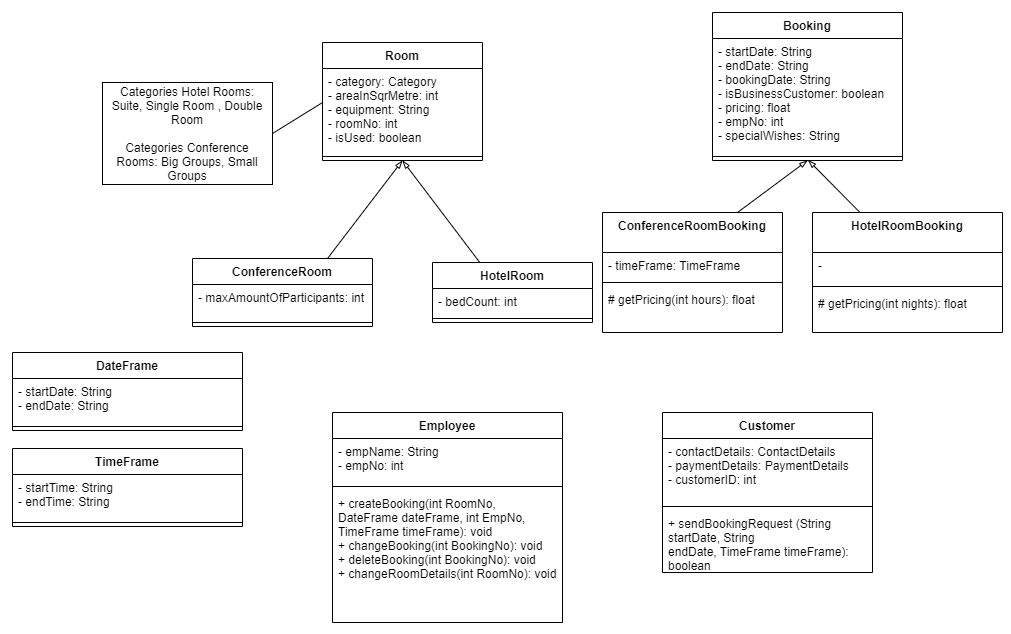 Booking
- startDate: String
- endDate: String
- bookingDate: String
- isBusinessCustomer: boolean
- pricing: float
- empNo: int
- specialWishes: String
Room
- category: Category
- areaInSqrMetre: int
- equipment: String
- roomNo: int
- isUsed: boolean
Categories Hotel Rooms:
Suite, Single Room , Double
Room
Categories Conference
Rooms: Big Groups, Small
Groups
ConferenceRoomBooking
- timeFrame: TimeFrame
# getPricing(int hours): float
HotelRoomBooking
-
# getPricing(int nights): float
ConferenceRoom
- maxAmountOfParticipants: int
HotelRoom
- bedCount: int
DateFrame
- startDate: String
- endDate: String
TimeFrame
- startTime: String
- endTime: String
Employee
- empName: String
- empNo: int
+ createBooking(int RoomNo,
DateFrame dateFrame, int EmpNo,
TimeFrame timeFrame): void
+ changeBooking(int BookingNo): void
+ deleteBooking(int BookingNo): void
+ changeRoomDetails(int RoomNo): void
Customer
- contactDetails: ContactDetails
- paymentDetails: PaymentDetails
- customerID: int
+ sendBookingRequest (String
startDate, String
endDate, TimeFrame timeFrame):
boolean